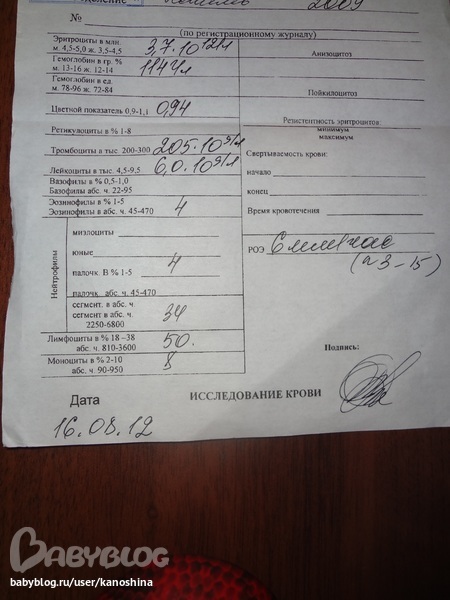 2009
№
(по регистрационному журналу)
Эритроциты в млн.
м. 4,5-5,0 ж. 3,5-4,5
3,7.10 12/л
Анизоцитоз
Гемоглобин в гр. %
м. 13-16 ж. 12-14
114 г/л
Гемоглобин в ед.
м. 78-96 ж. 72-84
Пойкилоцитоз
Цветной показатель 0,9-1,1
0,94
Резистентность эритроцитов:
минимум
максимум
Ретикулоциты в % 1-8
Тромбоциты в тыс 200-300
205.10 9/л
Свертываемость крови:
Лейкоциты в тыс. 4,5-9,5
6,0.10 9/л
начало
Вазофилы в % 0,5-1,0
Базофилы абс. ч. 22-95
конец
Эозинофилы в % 1-5
Эозинофилы в абс. ч. 45-470
4
Время кровотечения
Нейтрофилы
миэлоциты
юные
РОЭ
6 мм/час
(N 3-15)
палочк. В % 1-5
4
палочк. абс. ч. 45-470
сегмент. в абс. ч.
сегмент в абс. ч.
2250-6800
34
Лимфоциты в % 18-38
абс. ч. 810-3600
50.
Моноциты в % 2-10
абс. ч. 90-950
8
Подпись:
Дата
ИССЛЕДОВАНИЕ КРОВИ
16.08.12
BABYBLOG
babyblog.ru/user/kanoshina